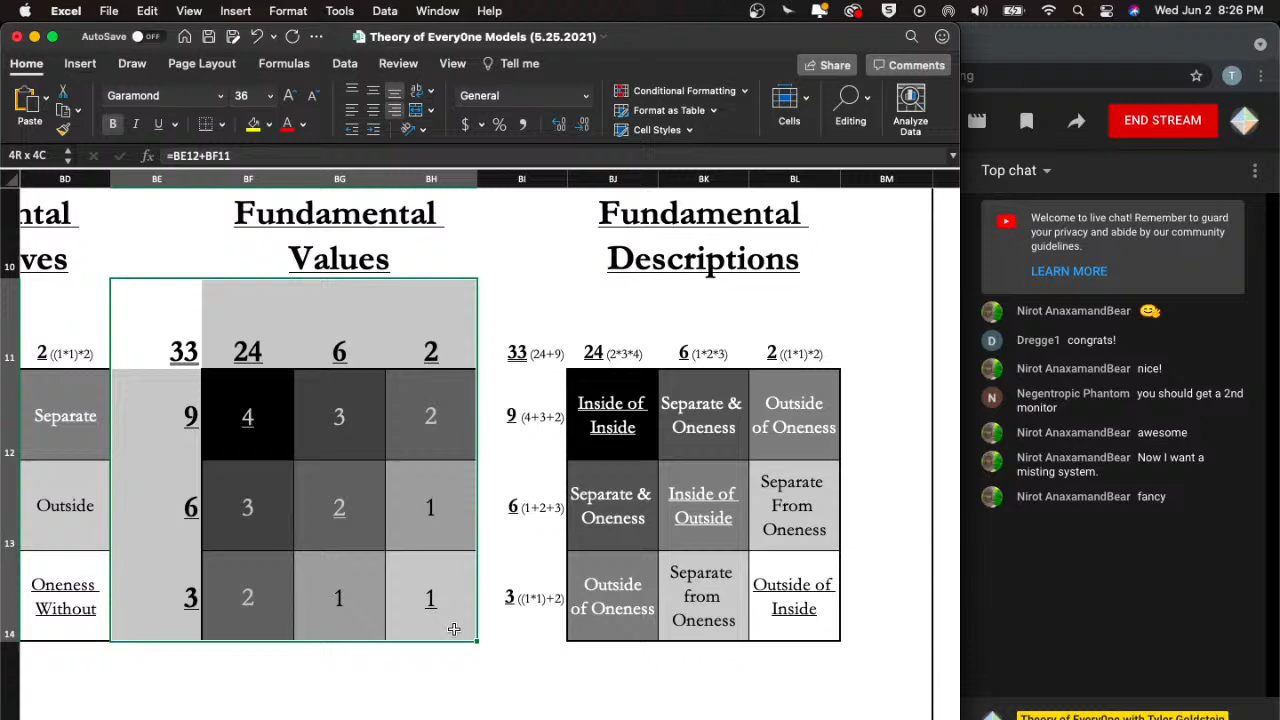 Excel File Edit View Insert Format Tools Data Window Help Wed Jun 2 8:26 PM
AutoSave OFF Theory of Every0ne Models (5.25.2021)
Home Insert Draw Page Layout Formulas Data Review View Tell me Share Comments
Paste Garamond 36 General Conditional Formatting Format as Table Cell Styles Cells Editing Analyze Data
4R x 4C fx =BE12+BF11
BD BE BF BG BH BI BJ BK BL BM
ntal
ves
Fundamental
Values
Fundamental
Descriptions
10
2 ((1*1)*2) 33 24 6 2 33 (24+9) 24 (2*3*4) 6 (1*2*3) 2 ((1*1)*2)
11
Separate 9 4 3 2 9 (4+3+2) Inside of Inside Separate & Oneness Outside of Oneness
12
Outside 6 3 2 1 6 (1+2+3) Separate & Oneness Inside of Outside Separate From Oneness
13
Oneness Without 3 2 1 1 3 ((1*1)+2) Outside of Oneness Separate from Oneness Outside of Inside
14
ng
T
END STREAM
Top chat
Welcome to live chat! Remember to guard
your privacy and abide by our community
guidelines.
LEARN MORE
Nirot AnaxamandBear
D Dregge1 congrats!
Nirot AnaxamandBear nice!
N Negentropic Phantom you should get a 2nd
monitor
Nirot AnaxamandBear awesome
Nirot AnaxamandBear Now I want a
misting system.
Nirot AnaxamandBear fancy
Theory of Every0ne with Tyler Goldstein